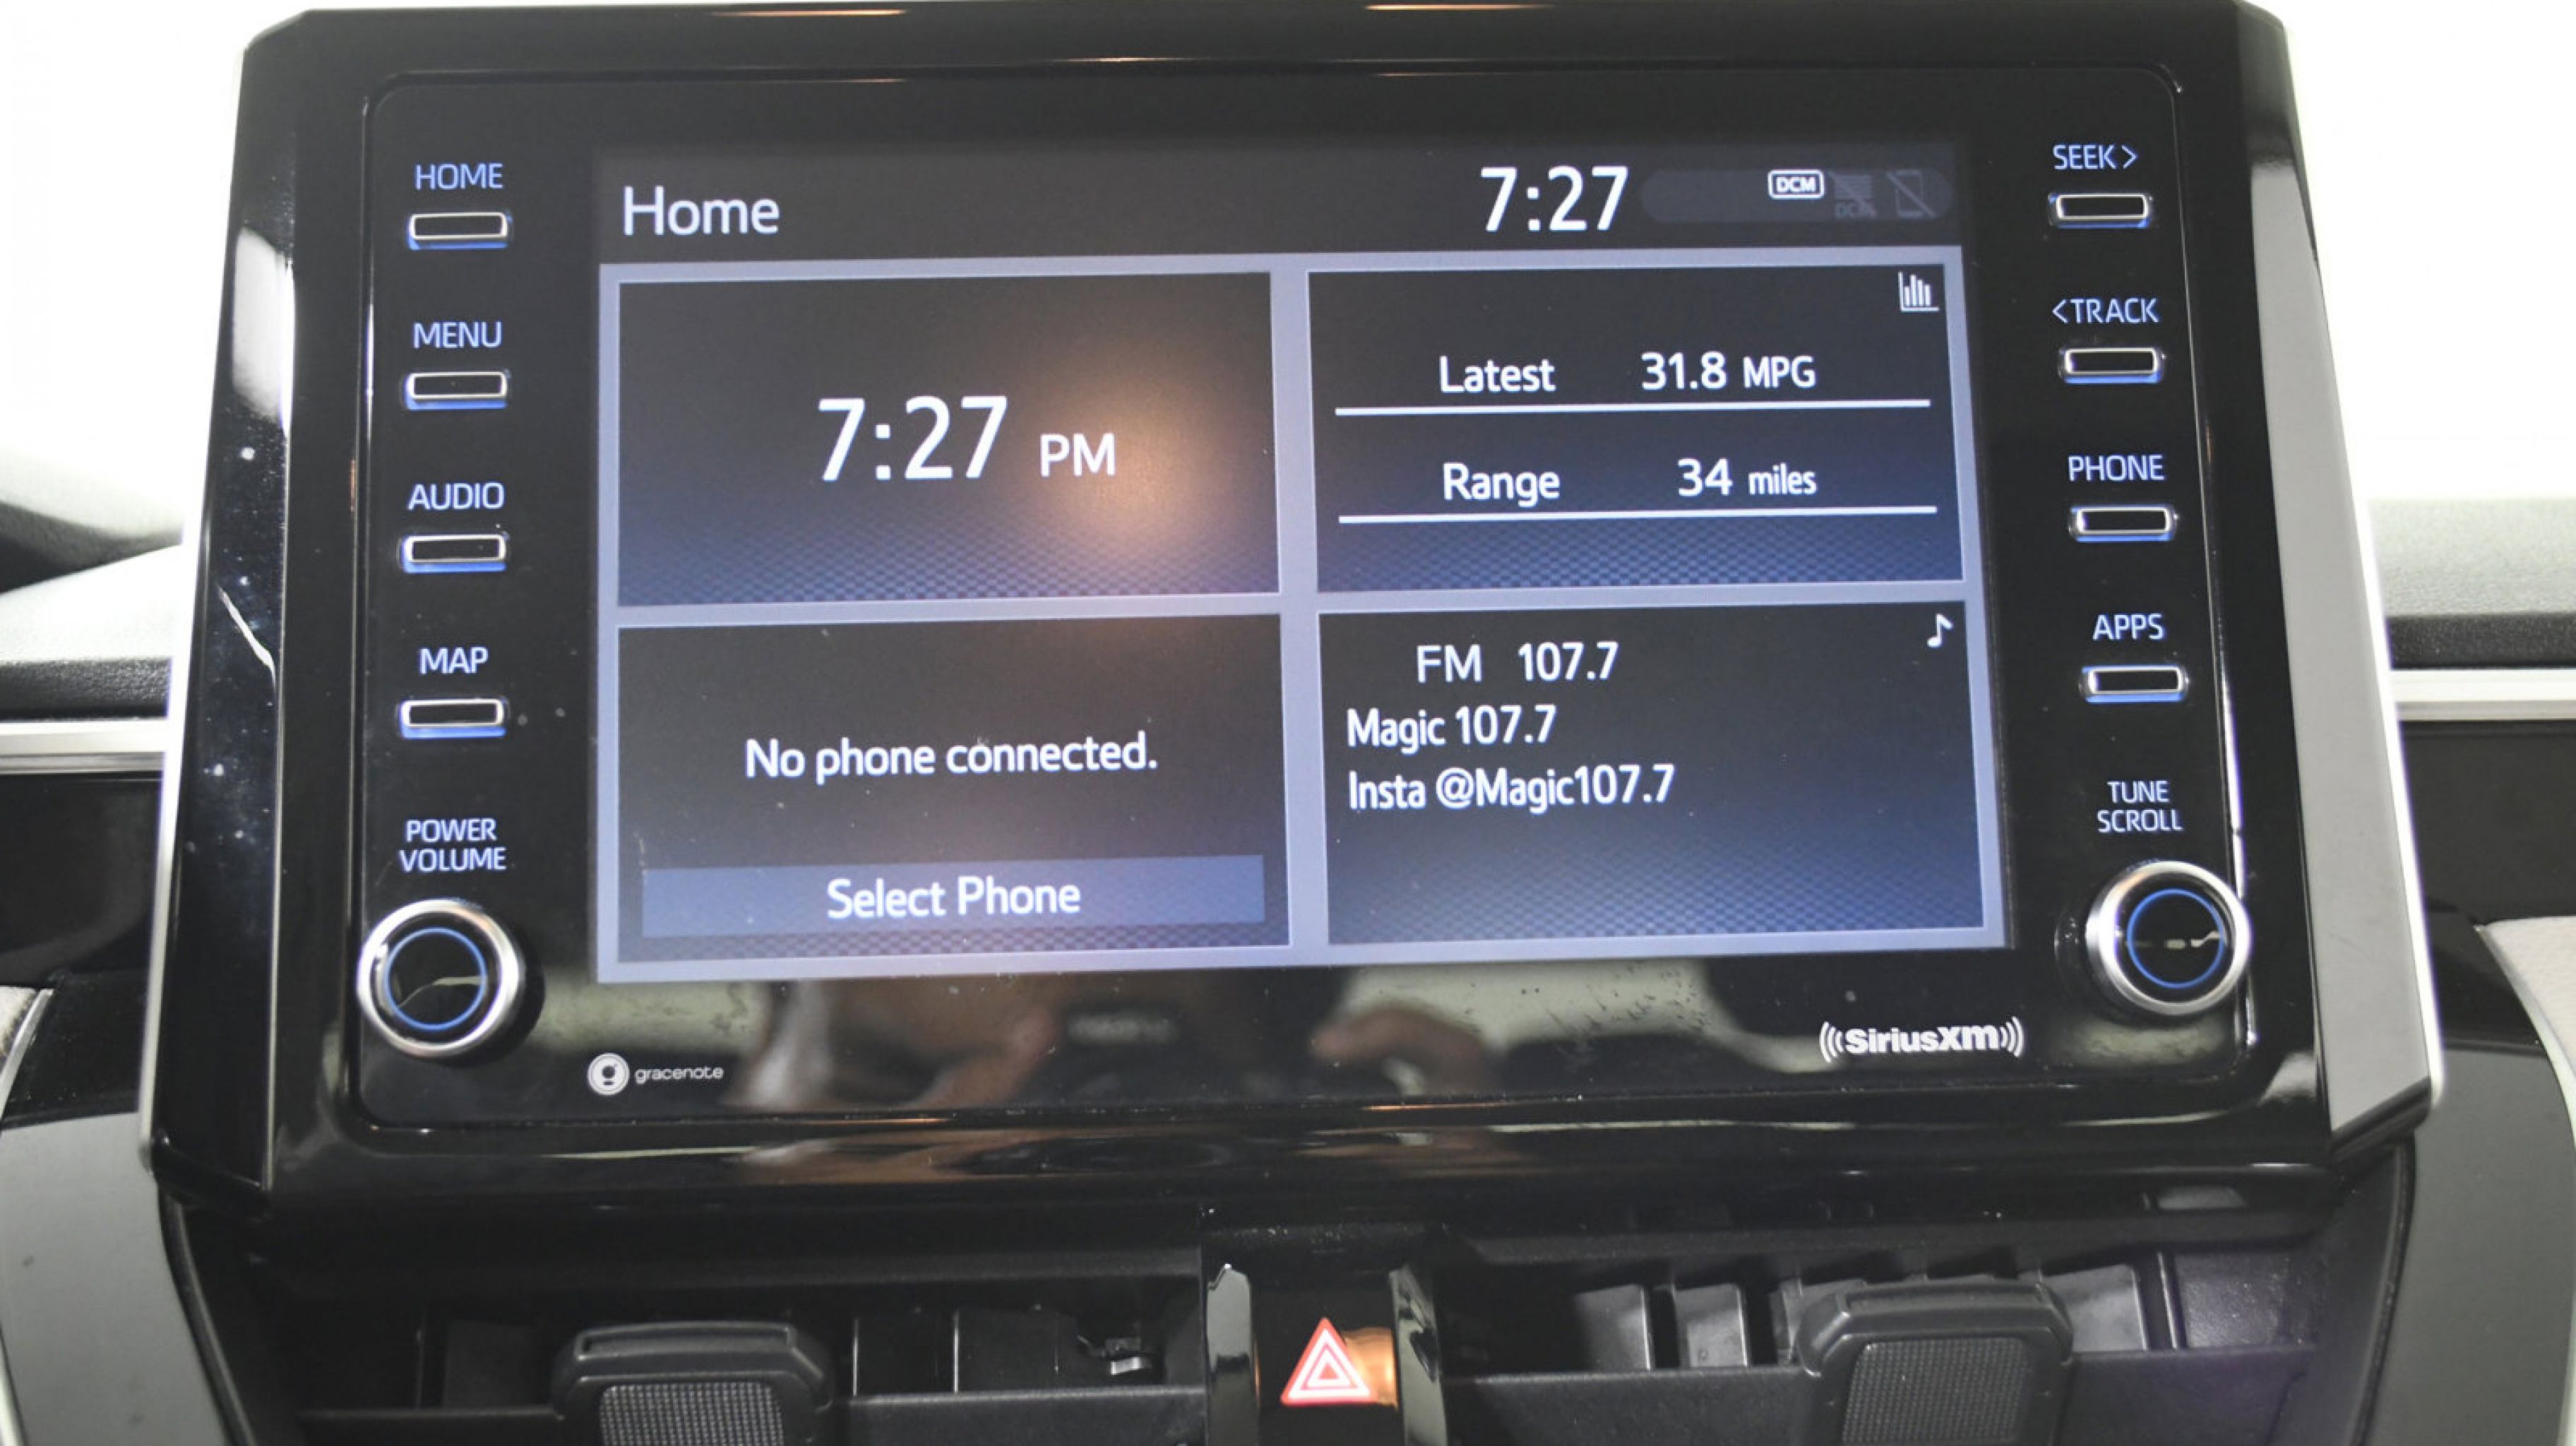 HOME
MENU
AUDIO
MAP
POWER
VOLUME
Home
7:27
DCM
7:27 PM
Latest 31.8 MPG
Range 34 miles
No phone connected.
Select Phone
FM 107.7
Magic 107.7
Insta @Magic107.7
SEEK>
<TRACK
PHONE
APPS
TUNE
SCROLL
gracenote
((SiriusXm))